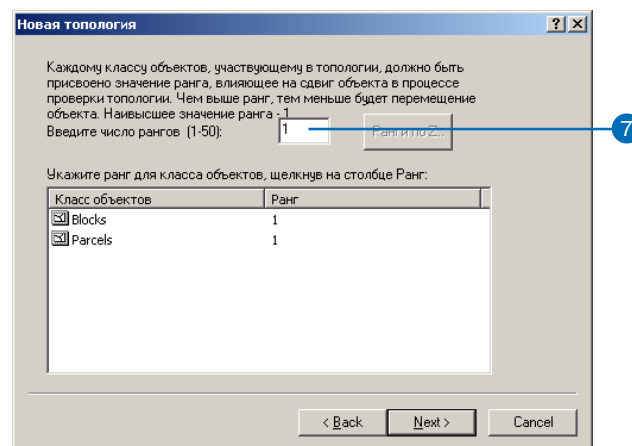 Новая топология
Каждому классу объектов, участвующему в топологии, должно быть
присвоено значение ранга, влияющее на сдвиг объекта в процессе
проверки топологии. Чем выше ранг, тем меньше будет перемещение
объекта. Наивысшее значение ранга - 1
Введите число рангов (1-50): 1 Ранги по Z... 7
Укажите ранг для класса объектов, щелкнув на столбце Ранг:
Класс объектов Ранг
Blocks 1
Parcels 1
< Back Next > Cancel